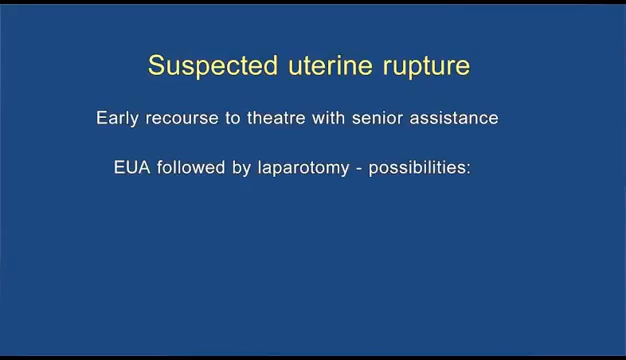 Suspected uterine rupture
Early recourse to theatre with senior assistance
EUA followed by laparotomy - possibilities: